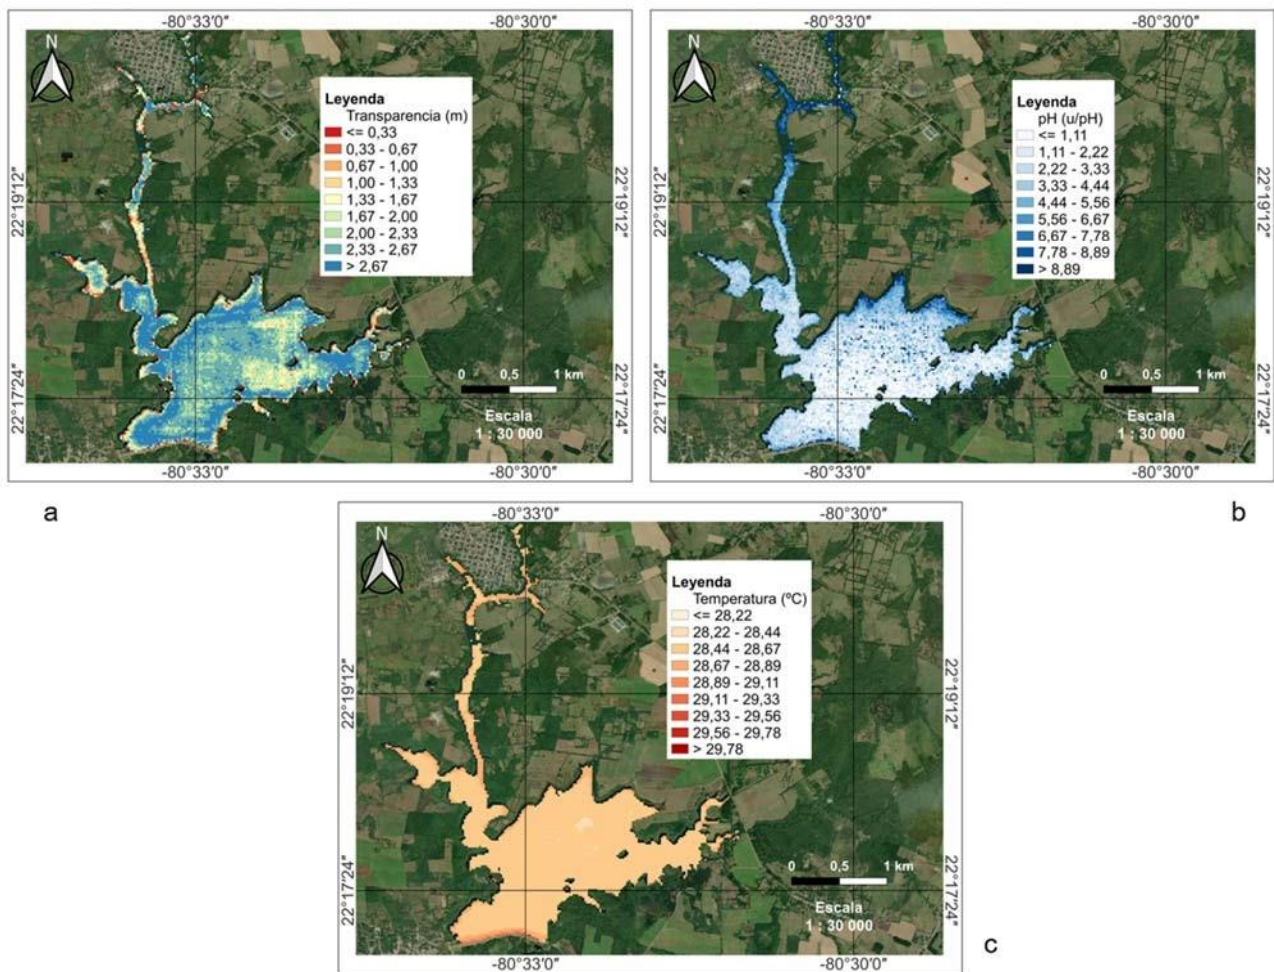 -80°33′0″
-80°30′0″
N
Leyenda
Transparencia (m)
<= 0,33
0,33 - 0,67
0,67 - 1,00
1,00 - 1,33
1,33 - 1,67
1,67 - 2,00
2,00 - 2,33
2,33 - 2,67
> 2,67
22°19′12″
22°19′12″
22°17′24″
22°17′24″
0 0,5 1 km
Escala
1 : 30 000
-80°33′0″
-80°30′0″
a
-80°33′0″
-80°30′0″
N
Leyenda
pH (u/pH)
<= 1,11
1,11 - 2,22
2,22 - 3,33
3,33 - 4,44
4,44 - 5,56
5,56 - 6,67
6,67 - 7,78
7,78 - 8,89
> 8,89
22°19′12″
22°19′12″
22°17′24″
22°17′24″
0 0,5 1 km
Escala
1 : 30 000
-80°33′0″
-80°30′0″
b
-80°33′0″
-80°30′0″
N
Leyenda
Temperatura (ºC)
<= 28,22
28,22 - 28,44
28,44 - 28,67
28,67 - 28,89
28,89 - 29,11
29,11 - 29,33
29,33 - 29,56
29,56 - 29,78
> 29,78
22°19′12″
22°19′12″
22°17′24″
22°17′24″
0 0,5 1 km
Escala
1 : 30 000
-80°33′0″
-80°30′0″
c